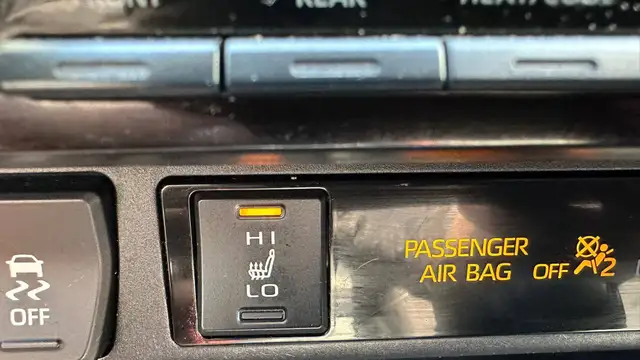 REAR
HI
LO
PASSENGER
AIR BAG OFF 2
OFF